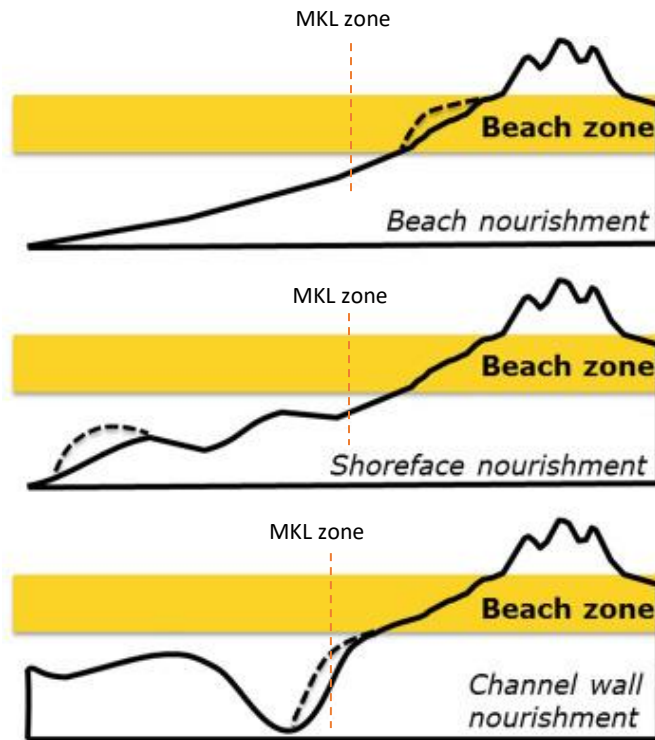 MKL zone
Beach zone
Beach nourishment
MKL zone
Beach zone
Shoreface nourishment
MKL zone
Beach zone
Channel wall
nourishment